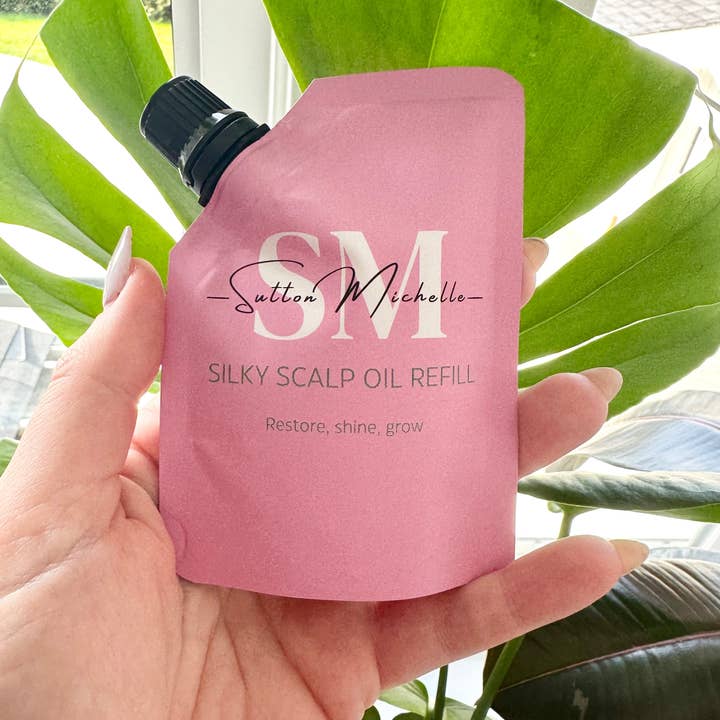 SM
—Sutton Michelle—
SILKY SCALP OIL REFILL
Restore, shine, grow